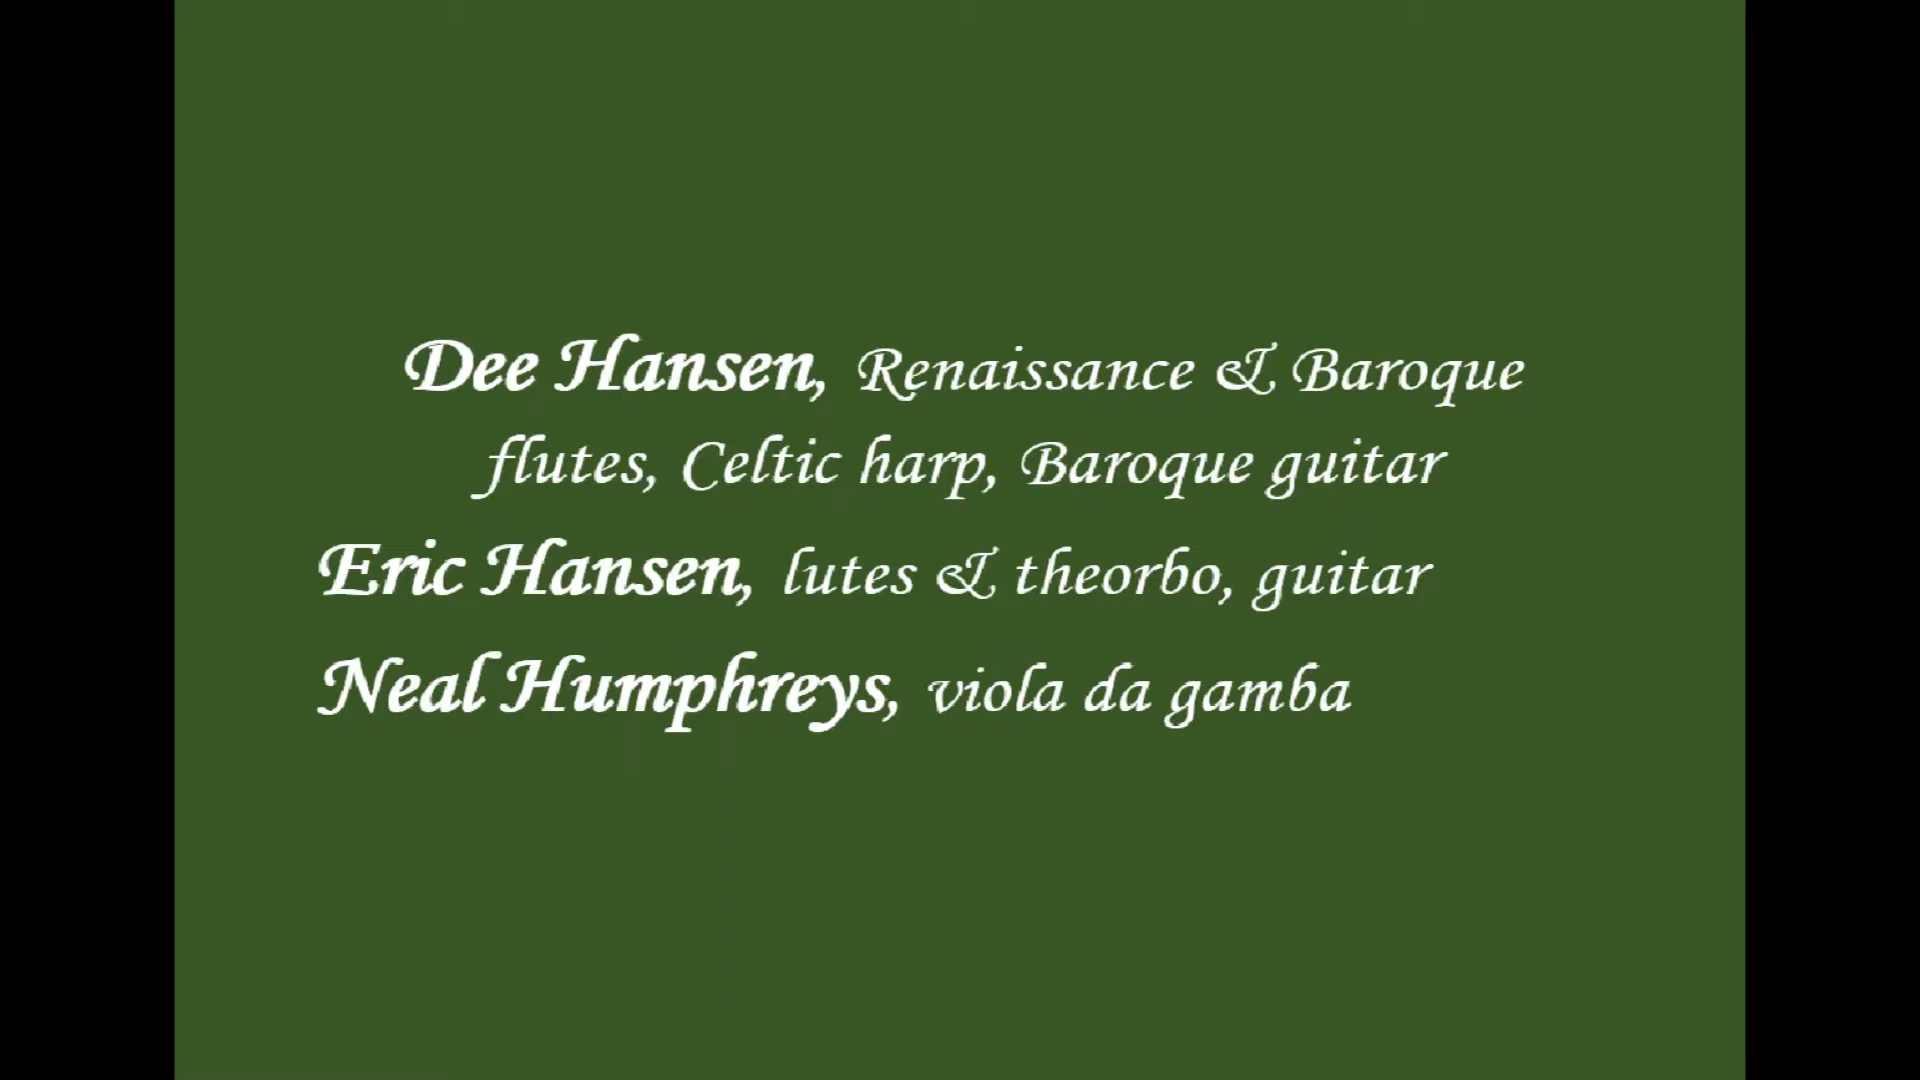 Dee Hansen, Renaissance & Baroque
flutes, Celtic harp, Baroque guitar
Eric Hansen, lutes & theorbo, guitar
Neal Humphreys, viola da gamba